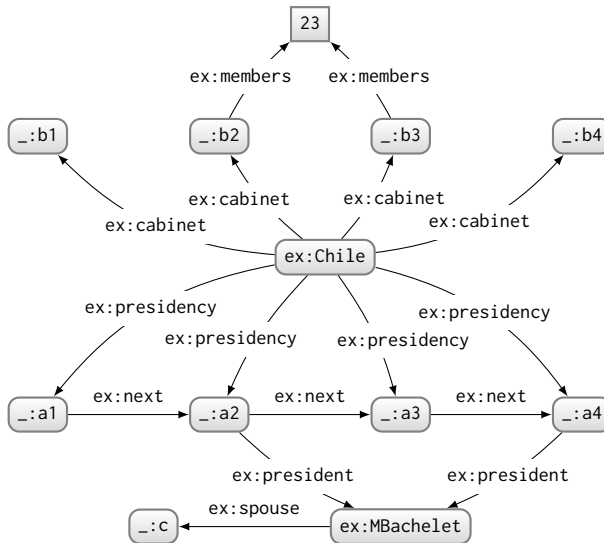 23
ex:members ex:members
_:b1 _:b2 _:b3 _:b4
ex:cabinet ex:cabinet ex:cabinet ex:cabinet
ex:Chile
ex:presidency ex:presidency ex:presidency ex:presidency
ex:next ex:next ex:next
_:a1 _:a2 _:a3 _:a4
ex:president ex:president
ex:spouse
_:c ex:MBachelet